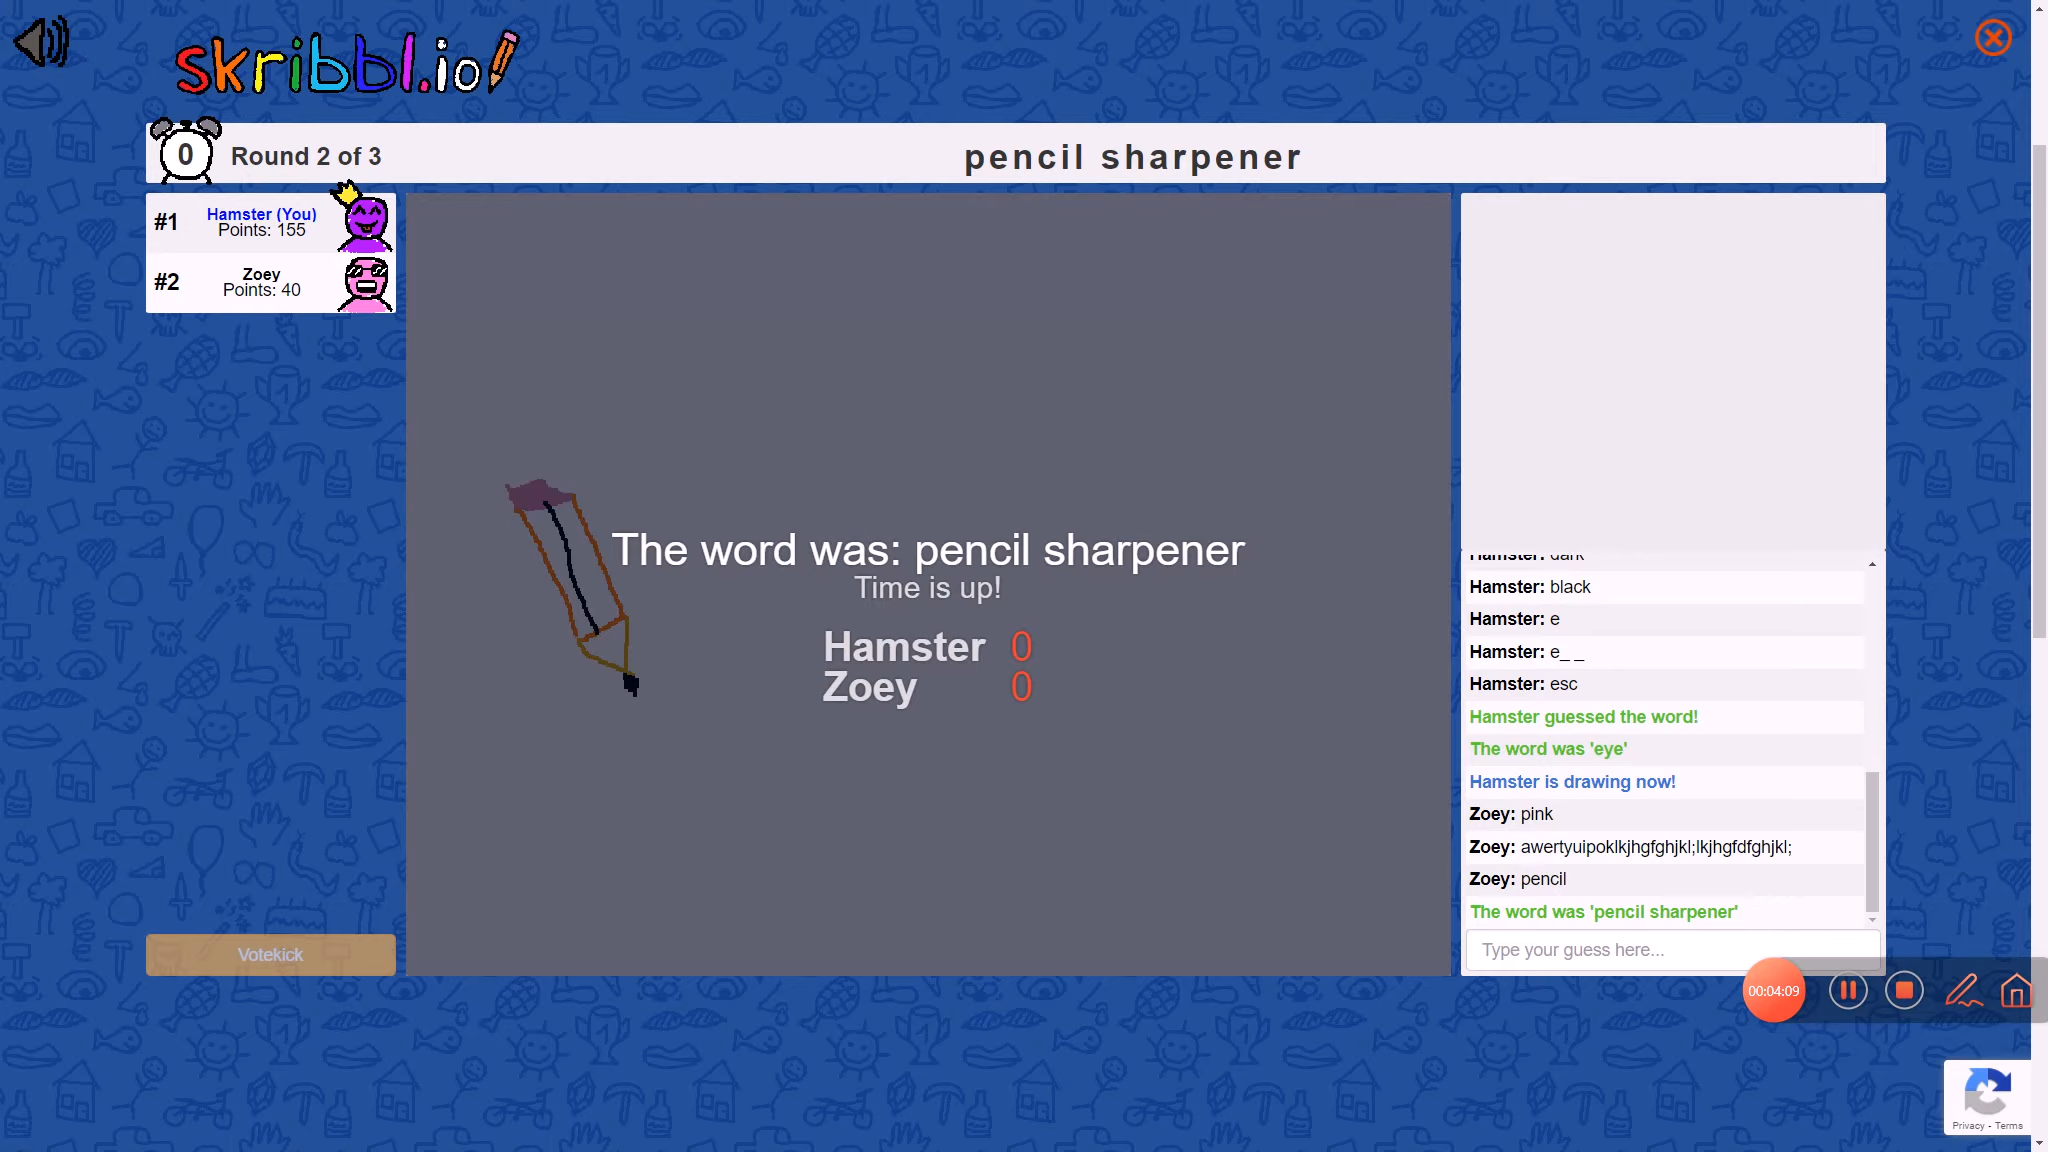 skribbl.io
0
Round 2 of 3
pencil sharpener
#1
Hamster (You)
Points: 155
#2
Zoey
Points: 40
The word was: pencil sharpener
Time is up!
Hamster 0
Zoey 0
Votekick
Hamster: dark
Hamster: black
Hamster: e
Hamster: e_ _
Hamster: esc
Hamster guessed the word!
The word was 'eye'
Hamster is drawing now!
Zoey: pink
Zoey: awertyuipoklkjhgfghjkl;lkjhgfdfghjkl;
Zoey: pencil
The word was 'pencil sharpener'
Type your guess here...
00:04:09
Privacy - Terms